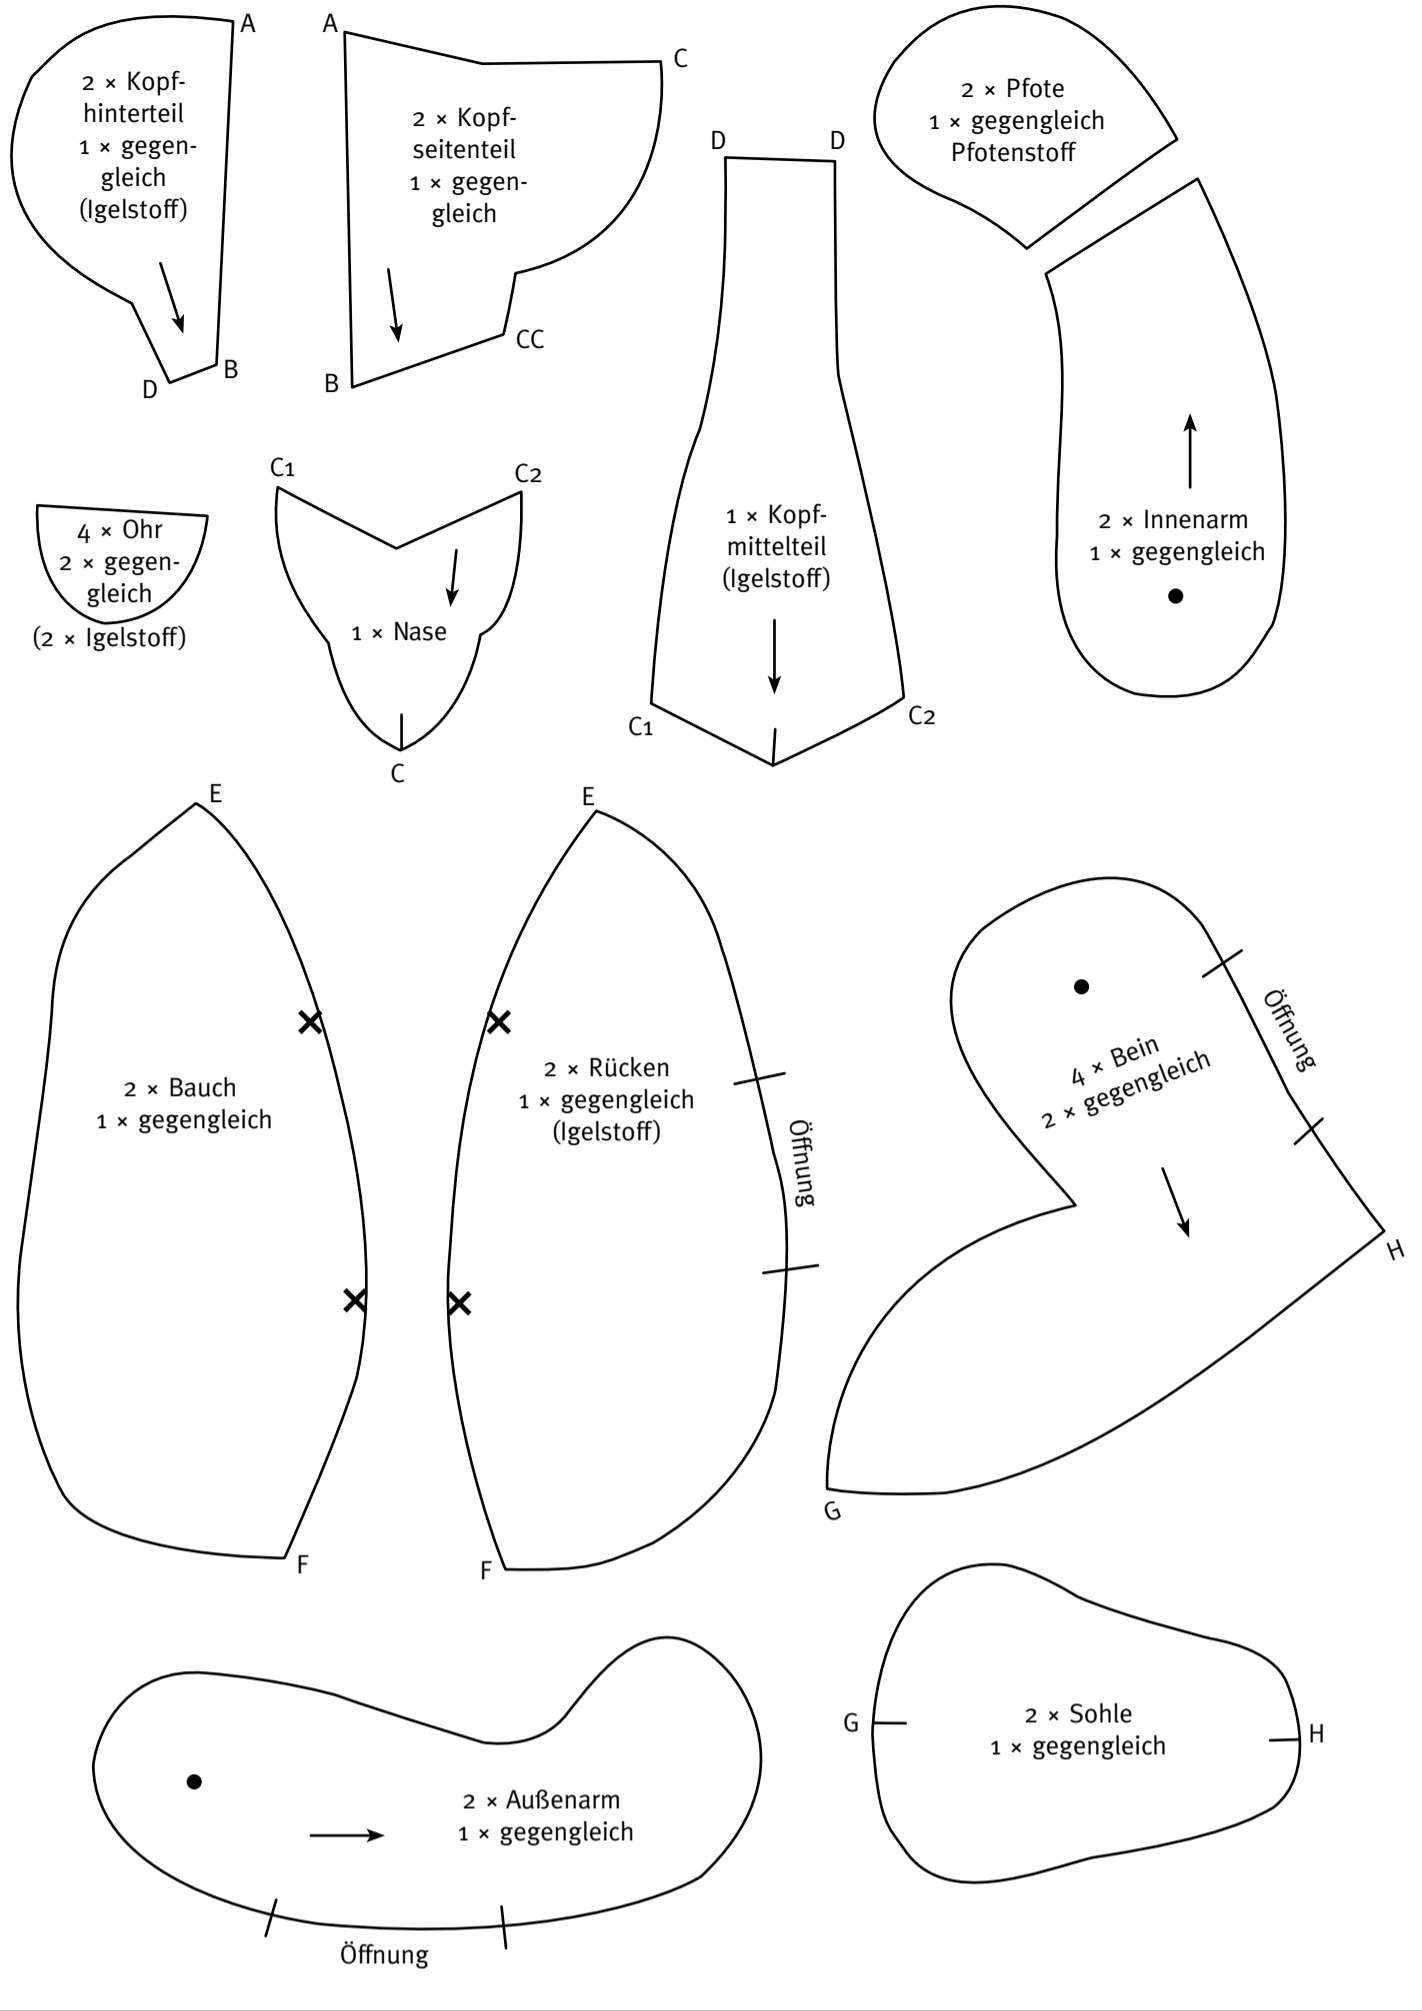 A
2 × Kopf-
hinterteil
1 × gegen-
gleich
(Igelstoff)
D
B
A
C
2 × Kopf-
seitenteil
1 × gegen-
gleich
CC
B
D
D
1 × Kopf-
mittelteil
(Igelstoff)
C1
C2
2 × Pfote
1 × gegengleich
Pfotenstoff
2 × Innenarm
1 × gegengleich
4 × Ohr
2 × gegen-
gleich
(2 × Igelstoff)
C1
C2
1 × Nase
C
E
2 × Bauch
1 × gegengleich
F
E
2 × Rücken
1 × gegengleich
(Igelstoff)
Öffnung
F
Öffnung
4 × Bein
2 × gegengleich
H
G
2 × Außenarm
1 × gegengleich
Öffnung
G
2 × Sohle
1 × gegengleich
H